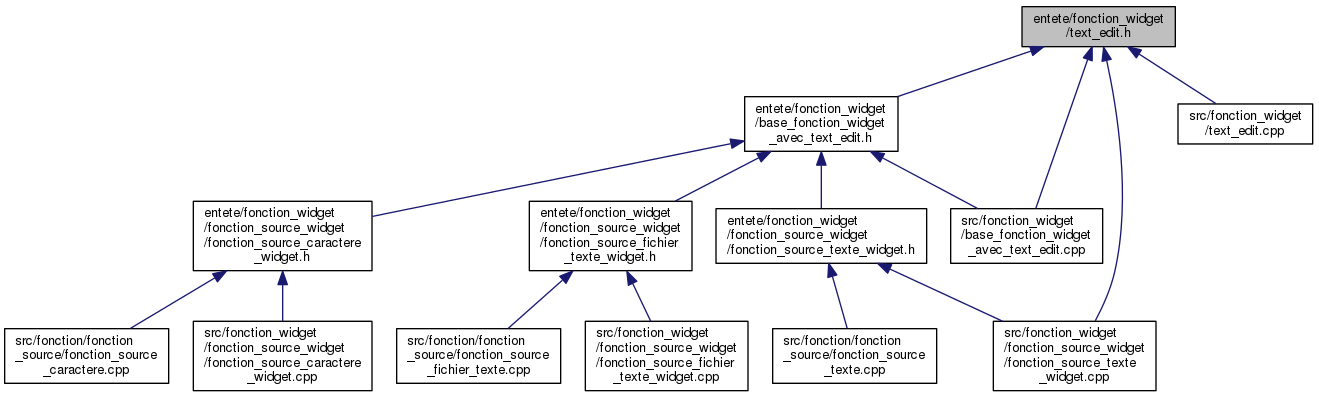 entete/fonction_widget
/text_edit.h
entete/fonction_widget
/base_fonction_widget
_avec_text_edit.h
src/fonction_widget
/text_edit.cpp
entete/fonction_widget
/fonction_source_widget
/fonction_source_caractere
_widget.h
entete/fonction_widget
/fonction_source_widget
/fonction_source_fichier
_texte_widget.h
entete/fonction_widget
/fonction_source_widget
/fonction_source_texte_widget.h
src/fonction_widget
/base_fonction_widget
_avec_text_edit.cpp
src/fonction/fonction
_source/fonction_source
_caractere.cpp
src/fonction_widget
/fonction_source_widget
/fonction_source_caractere
_widget.cpp
src/fonction/fonction
_source/fonction_source
_fichier_texte.cpp
src/fonction_widget
/fonction_source_widget
/fonction_source_fichier
_texte_widget.cpp
src/fonction/fonction
_source/fonction_source
_texte.cpp
src/fonction_widget
/fonction_source_widget
/fonction_source_texte
_widget.cpp